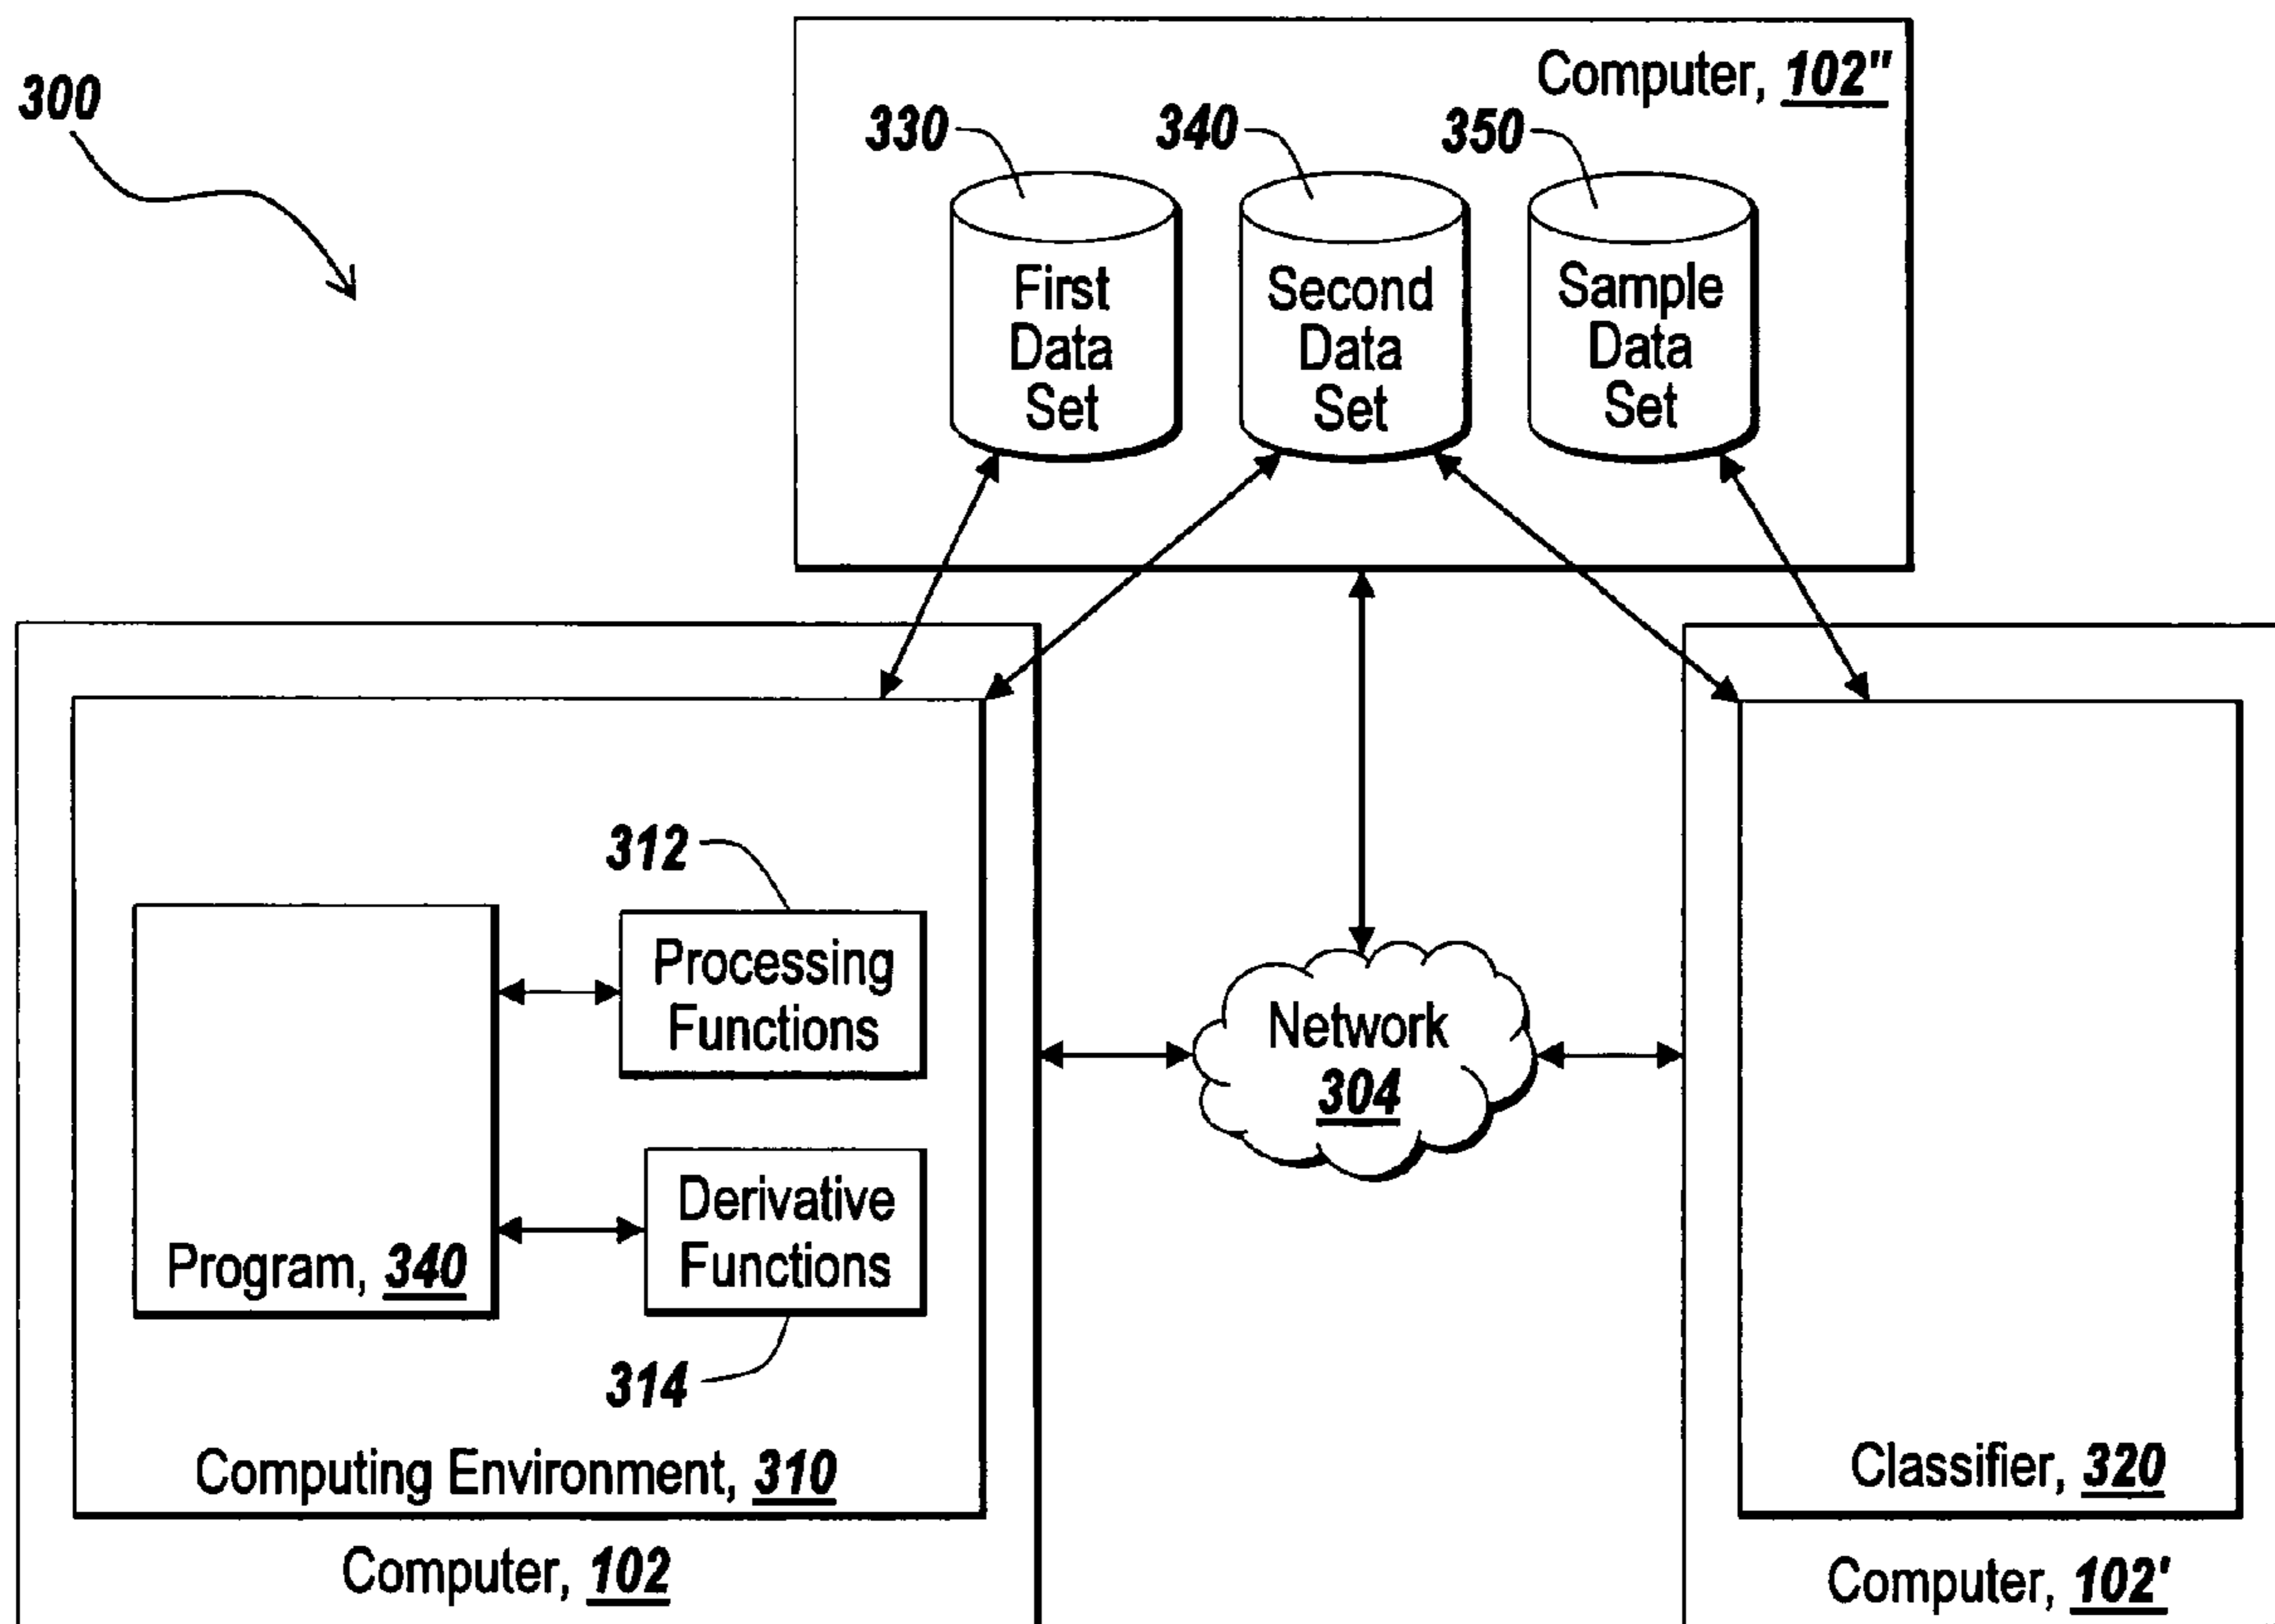 300
Computer, 102"
330
340
350
First
Data
Set
Second
Data
Set
Sample
Data
Set
312
Processing
Functions
Program, 340
Derivative
Functions
314
Computing Environment, 310
Computer, 102
Network
304
Classifier, 320
Computer, 102'